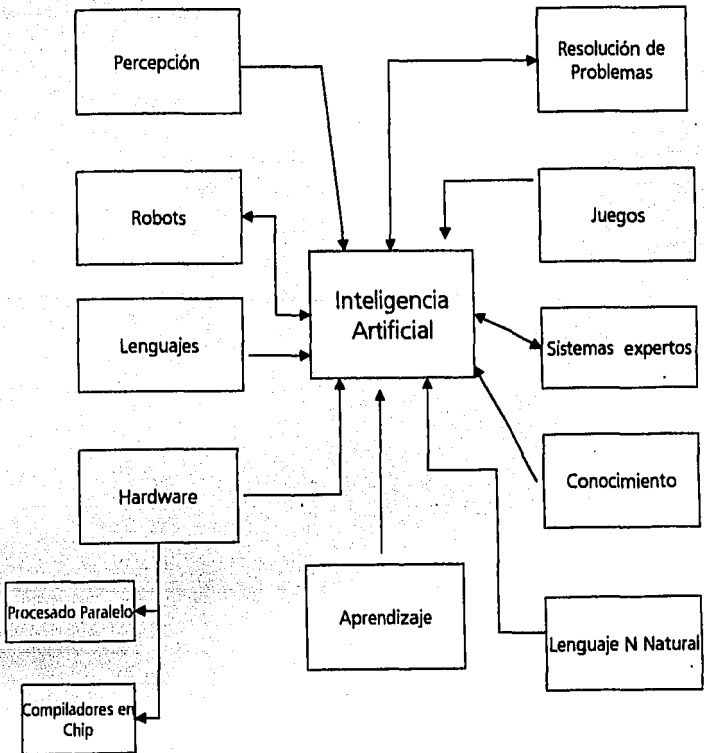 Percepción
Resolución de
Problemas
Robots
Juegos
Inteligencia
Artificial
Lenguajes
Sistemas expertos
Hardware
Conocimiento
Procesado Paralelo
Aprendizaje
Lenguaje N Natural
Compiladores en
Chip